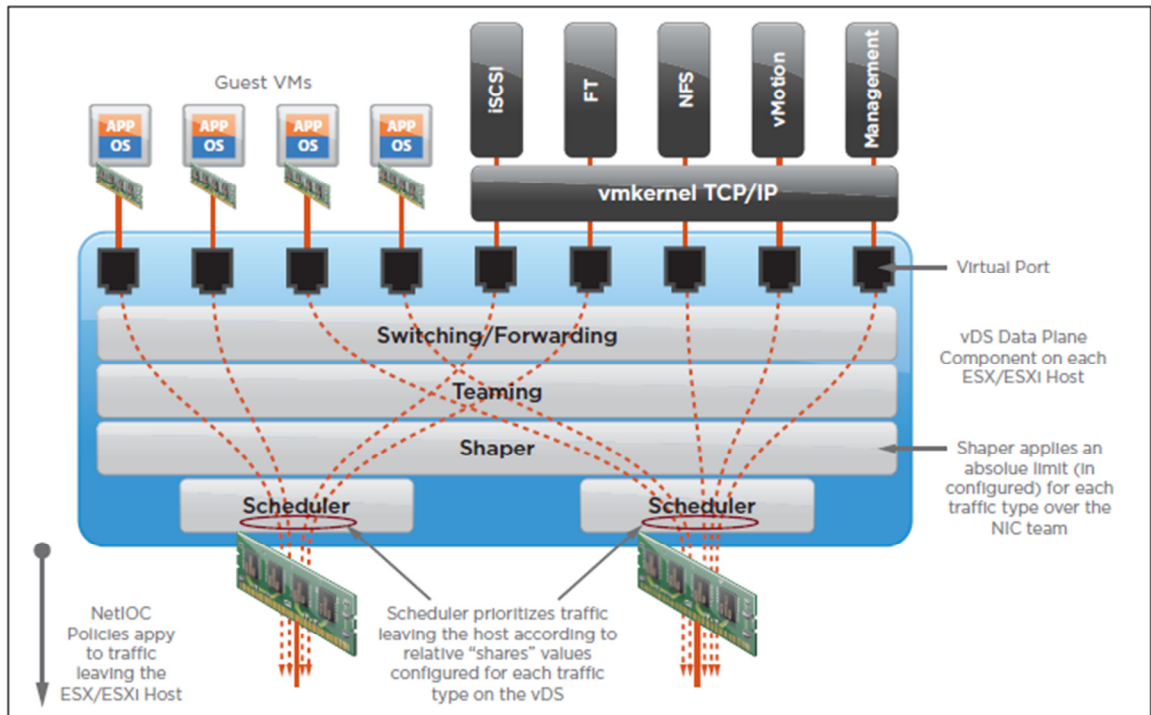 Guest VMs
APP
OS
APP
OS
APP
OS
APP
OS
iSCSI
FT
NFS
vMotion
Management
vmkernel TCP/IP
Virtual Port
Switching/Forwarding
vDS Data Plane
Component on each
ESX/ESXi Host
Teaming
Shaper
Shaper applies an
absolue limit (in
configured) for each
traffic type over the
NIC team
Scheduler
Scheduler
NetIOC
Policies appy
to traffic
leaving the
ESX/ESXi Host
Scheduler prioritizes traffic
leaving the host according to
relative “shares” values
configured for each traffic
type on the vDS